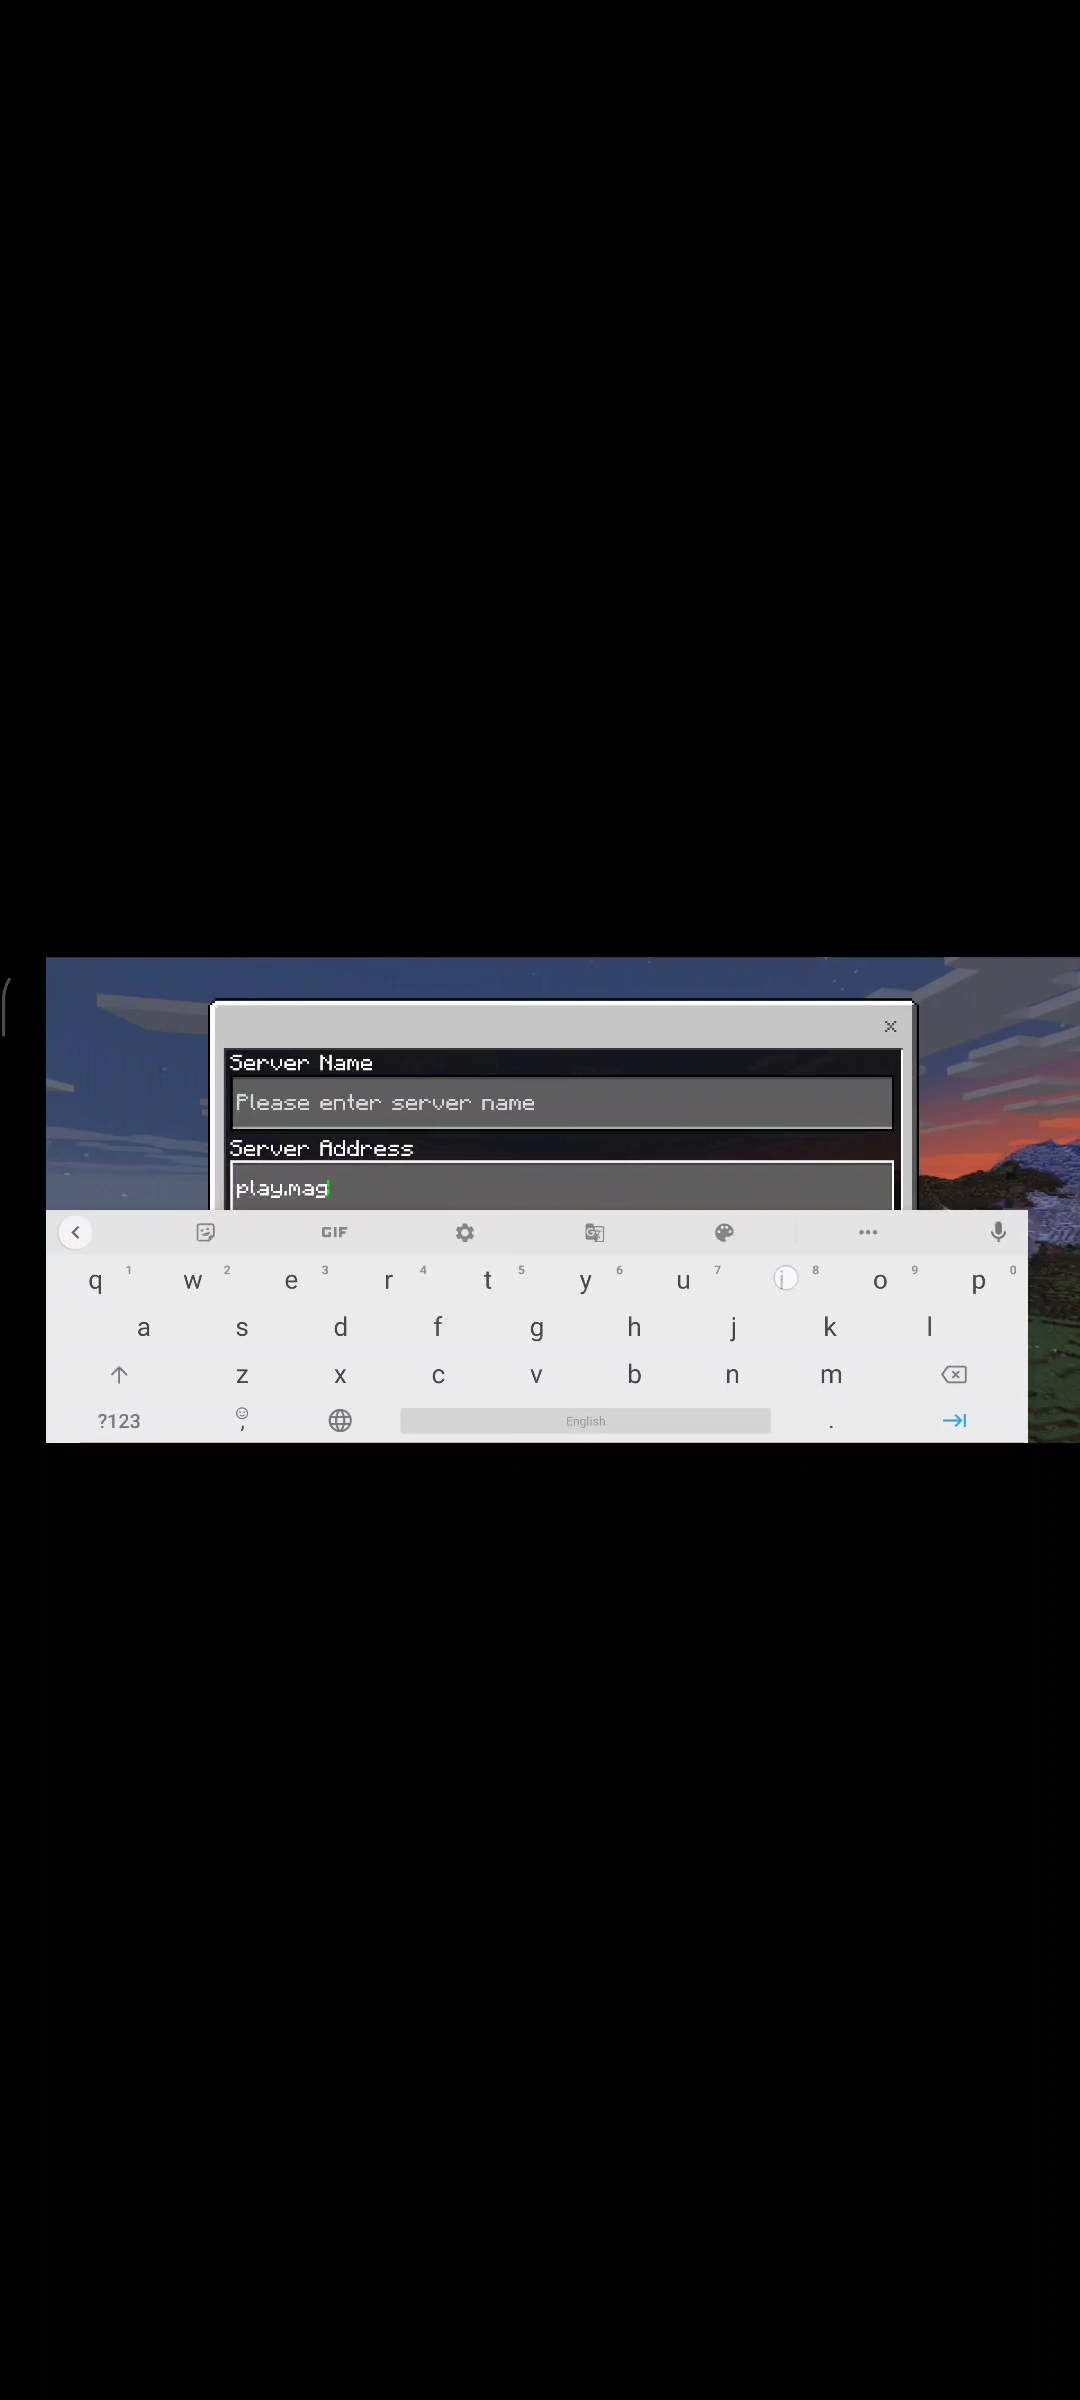 Server Name
Please enter server name
Server Address
play.mag
GIF
q 1 w 2 e 3 r 4 t 5 y 6 u 7 i 8 o 9 p 0
a s d f g h j k l
z x c v b n m
?123 , English .